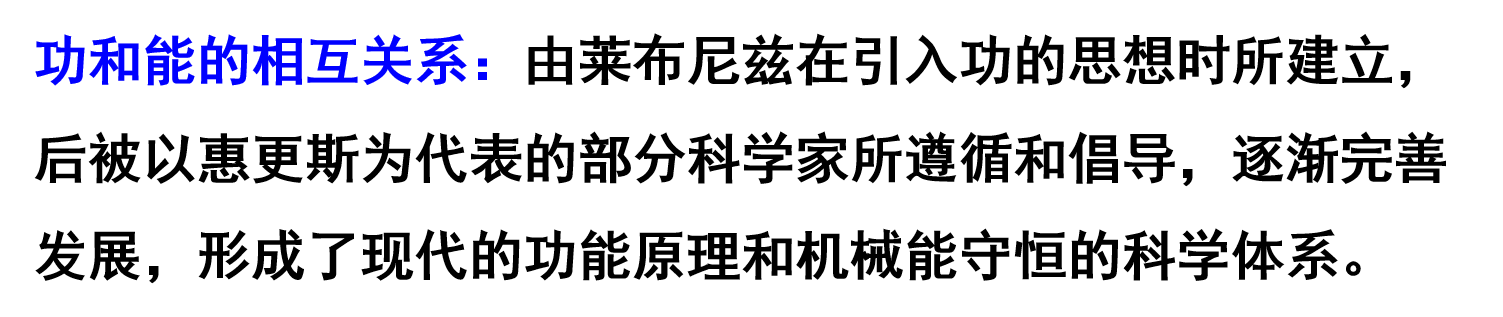 功和能的相互关系：由莱布尼兹在引入功的思想时所建立，
后被以惠更斯为代表的部分科学家所遵循和倡导，逐渐完善
发展，形成了现代的功能原理和机械能守恒的科学体系。